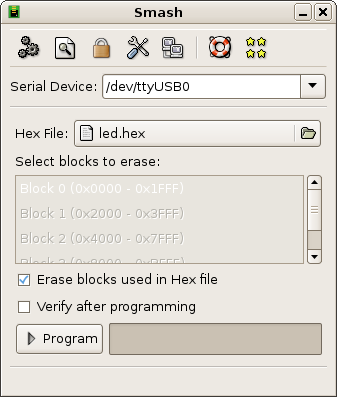 Smash
Serial Device: /dev/ttyUSB0
Hex File: led.hex
Select blocks to erase:
Block 0 (0x0000 - 0x1FFF)
Block 1 (0x2000 - 0x3FFF)
Block 2 (0x4000 - 0x7FFF)
Erase blocks used in Hex file
Verify after programming
Program